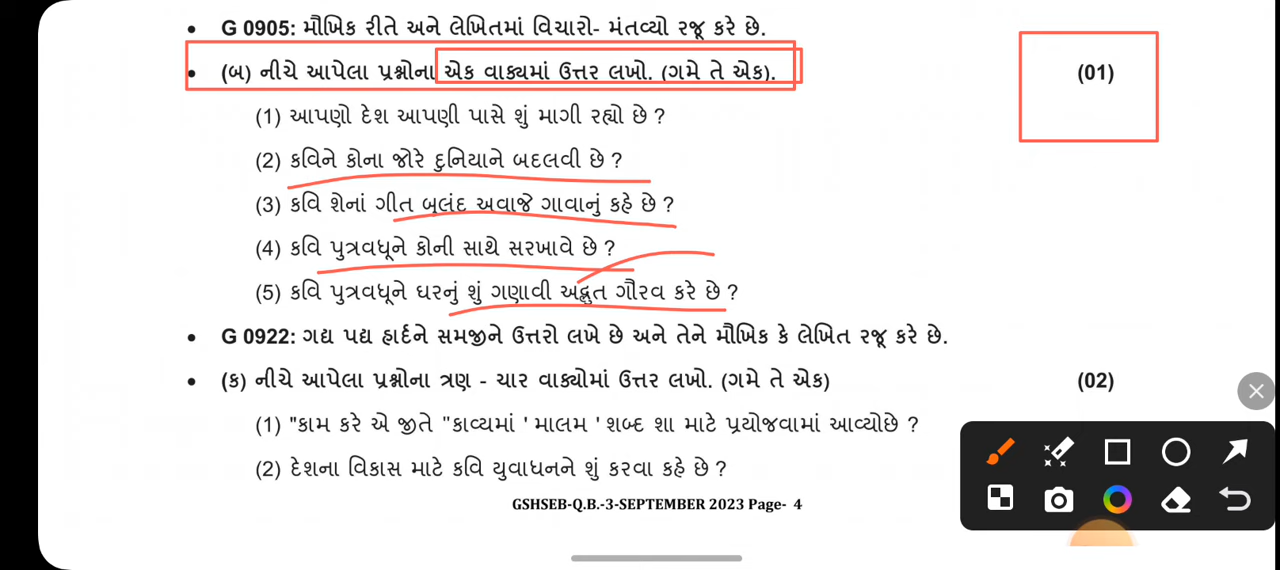 • G 0905: મૌખિક રીતે અને લેખિતમાં વિચારો- મંતવ્યો રજૂ કરે છે.
• (બ) નીચે આપેલા પ્રશ્નોના એક વાક્યમાં ઉત્તર લખો. (ગમે તે એક). (01)
(1) આપણો દેશ આપણી પાસે શું માગી રહ્યો છે ?
(2) કવિને કોના જોરે દુનિયાને બદલવી છે ?
(3) કવિ શેનાં ગીત બુલંદ અવાજે ગાવાનું કહે છે ?
(4) કવિ પુત્રવધૂને કોની સાથે સરખાવે છે ?
(5) કવિ પુત્રવધૂને ઘરનું શું ગણાવી અદ્ભુત ગૌરવ કરે છે ?
• G 0922: ગદ્ય પદ્ય હાર્દને સમજીને ઉત્તરો લખે છે અને તેને મૌખિક કે લેખિત રજૂ કરે છે.
• (ક) નીચે આપેલા પ્રશ્નોના ત્રણ - ચાર વાક્યોમાં ઉત્તર લખો. (ગમે તે એક) (02)
(1) "કામ કરે એ જીતે "કાવ્યમાં ' માલમ ' શબ્દ શા માટે પ્રયોજવામાં આવ્યોછે ?
(2) દેશના વિકાસ માટે કવિ યુવાધનને શું કરવા કહે છે ?
GSHSEB-Q.B.-3-SEPTEMBER 2023 Page- 4